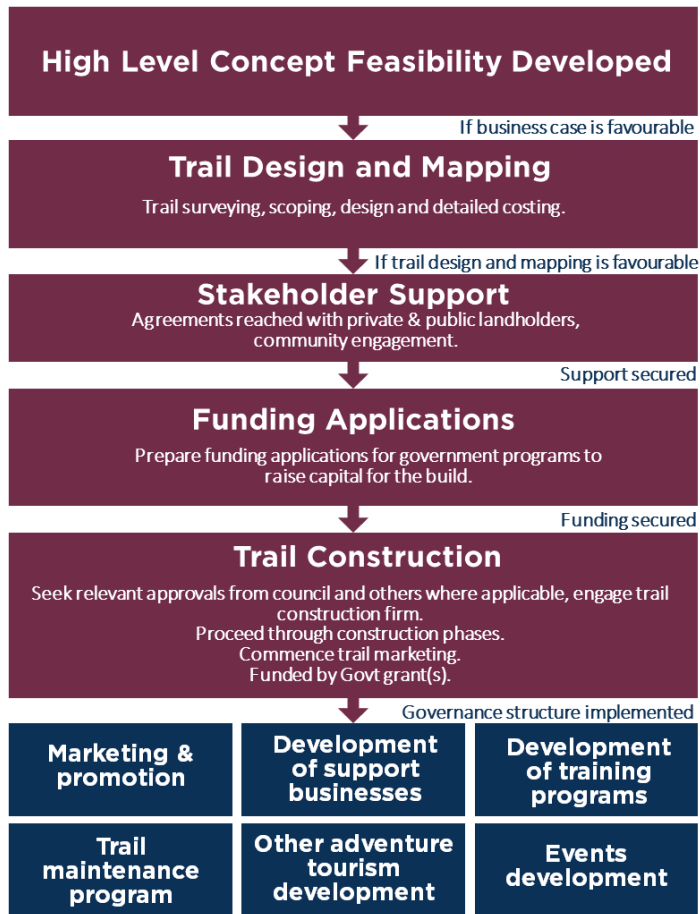 High Level Concept Feasibility Developed
If business case is favourable
Trail Design and Mapping
Trail surveying, scoping, design and detailed costing.
If trail design and mapping is favourable
Stakeholder Support
Agreements reached with private & public landholders,
community engagement.
Support secured
Funding Applications
Prepare funding applications for government programs to
raise capital for the build.
Funding secured
Trail Construction
Seek relevant approvals from council and others where applicable, engage trail
construction firm.
Proceed through construction phases.
Commence trail marketing.
Funded by Govt grant(s).
Governance structure implemented
Marketing &
promotion
Development
of support
businesses
Development
of training
programs
Trail
maintenance
program
Other adventure
tourism
development
Events
development